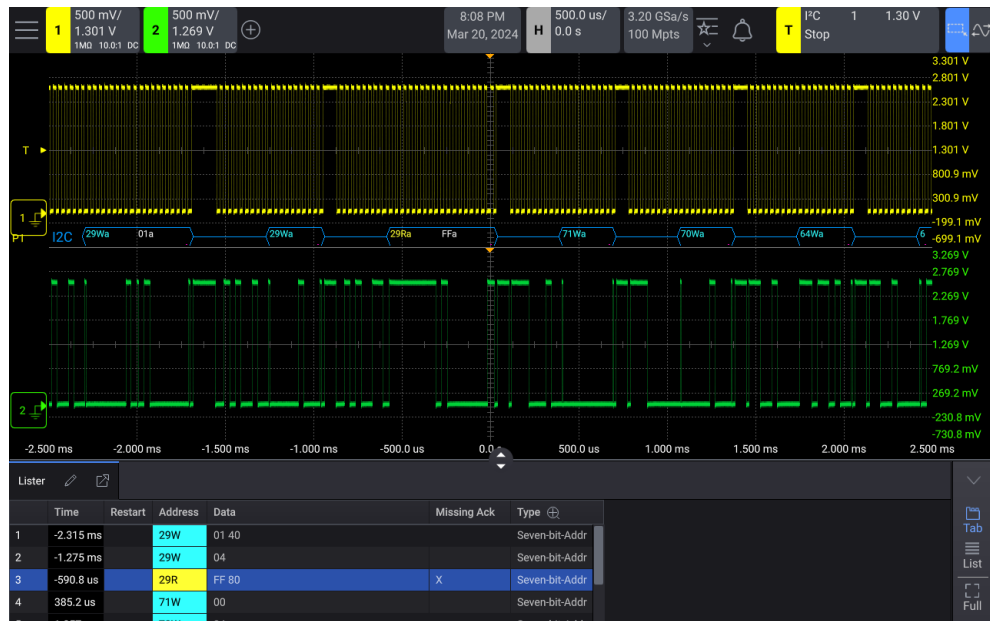 500 mV/
1
1.301 V
1MΩ 10.0:1 DC
500 mV/
2
1.269 V
1MΩ 10.0:1 DC
8:08 PM
Mar 20, 2024
H
500.0 us/
0.0 s
3.20 GSa/s
100 Mpts
T
I²C 1 1.30 V
Stop
3.301 V
2.801 V
2.301 V
1.801 V
T
1.301 V
800.9 mV
300.9 mV
1
-199.1 mV
P1
I2C
29Wa 01a 29Wa 29Ra FFa 71Wa 70Wa 64Wa 6
-699.1 mV
3.269 V
2.769 V
2.269 V
1.769 V
1.269 V
769.2 mV
269.2 mV
2
-230.8 mV
-730.8 mV
-2.500 ms -2.000 ms -1.500 ms -1.000 ms -500.0 us 0.0 500.0 us 1.000 ms 1.500 ms 2.000 ms 2.500 ms
Lister
Time Restart Address Data Missing Ack Type
1 -2.315 ms 29W 01 40 Seven-bit-Addr
2 -1.275 ms 29W 04 Seven-bit-Addr
3 -590.8 us 29R FF 80 X Seven-bit-Addr
4 385.2 us 71W 00 Seven-bit-Addr
Tab
List
Full